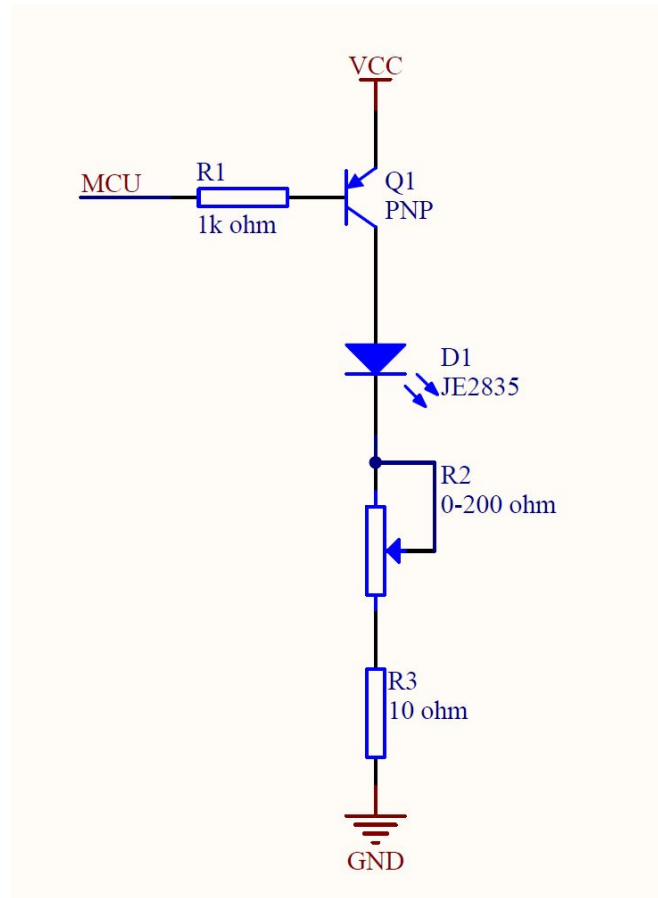 VCC
MCU
R1
1k ohm
Q1
PNP
D1
JE2835
R2
0-200 ohm
R3
10 ohm
GND